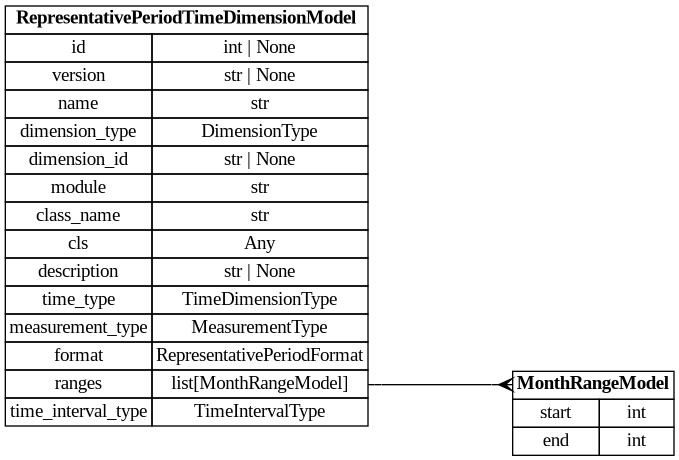 RepresentativePeriodTimeDimensionModel
id int | None
version str | None
name str
dimension_type DimensionType
dimension_id str | None
module str
class_name str
cls Any
description str | None
time_type TimeDimensionType
measurement_type MeasurementType
format RepresentativePeriodFormat
ranges list[MonthRangeModel]
time_interval_type TimeIntervalType
MonthRangeModel
start int
end int